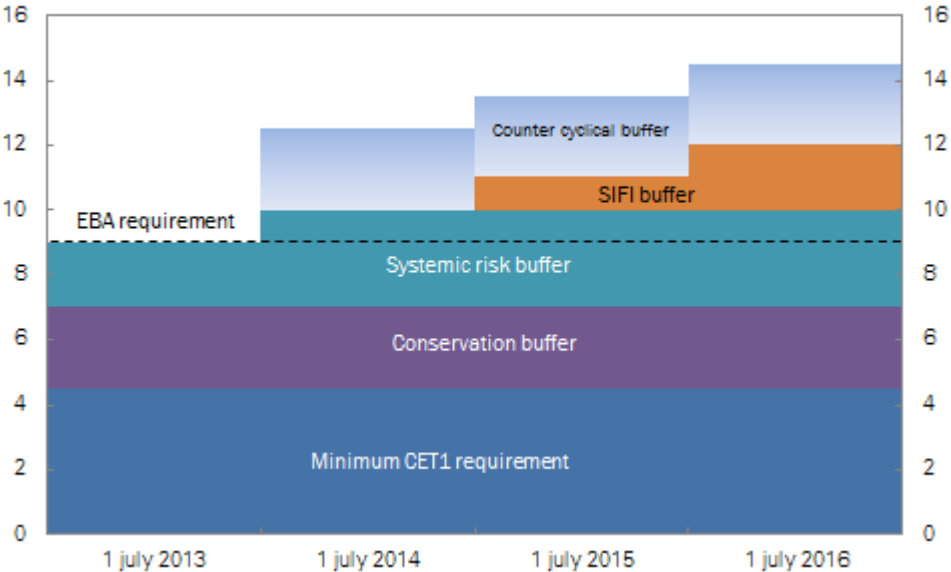 16 16
14 14
Counter cyclical buffer
12 12
SIFI buffer
10 10
EBA requirement
Systemic risk buffer
8 8
Conservation buffer
6 6
4 4
Minimum CET1 requirement
2 2
0 0
1 july 2013 1 july 2014 1 july 2015 1 july 2016